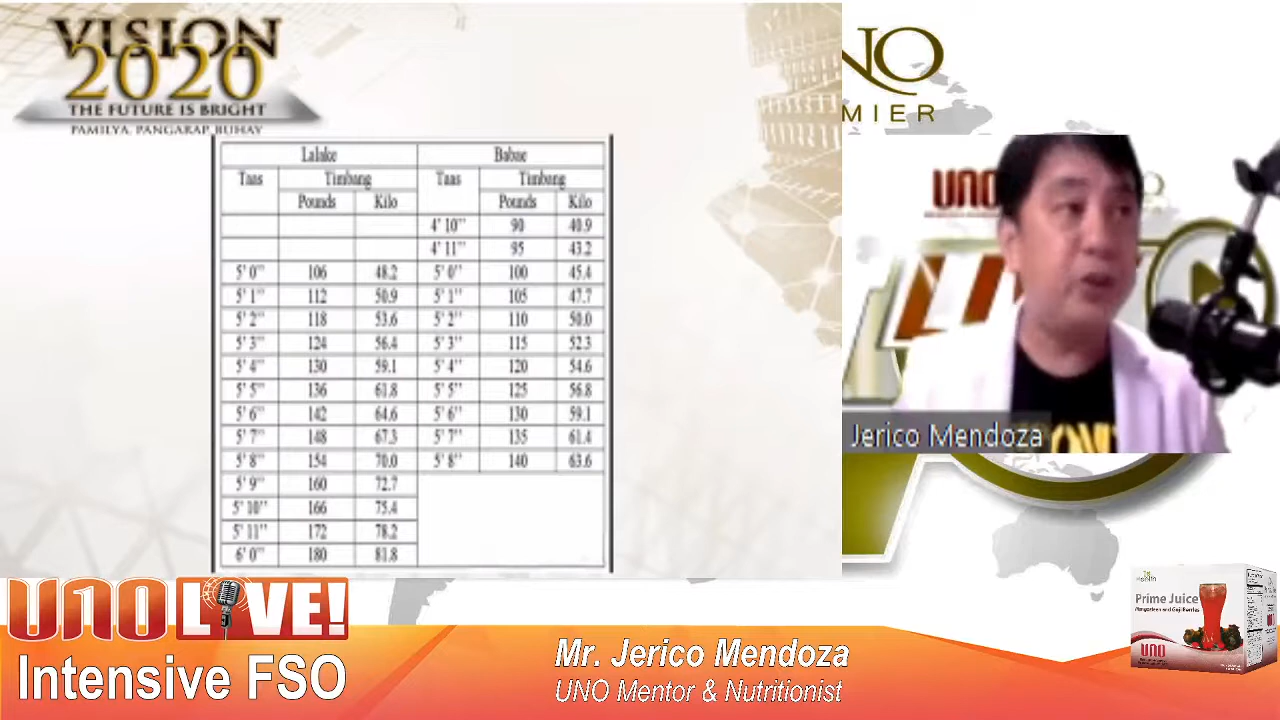 VISION
2020
THE FUTURE IS BRIGHT
PAMILYA, PANGARAP, BUHAY
UNO
MIER
Lalake Babae
Taas Timbang Taas Timbang
Pounds Kilo Pounds Kilo
4' 10" 90 40.9
4' 11" 95 43.2
5' 0" 106 48.2 5' 0" 100 45.4
5' 1" 112 50.9 5' 1" 105 47.7
5' 2" 118 53.6 5' 2" 110 50.0
5' 3" 124 56.4 5' 3" 115 52.3
5' 4" 130 59.1 5' 4" 120 54.6
5' 5" 136 61.8 5' 5" 125 56.8
5' 6" 142 64.6 5' 6" 130 59.1
5' 7" 148 67.3 5' 7" 135 61.4
5' 8" 154 70.0 5' 8" 140 63.6
5' 9" 160 72.7
5' 10" 166 75.4
5' 11" 172 78.2
6' 0" 180 81.8
UNO
Jerico Mendoza
UNO LIVE!
Intensive FSO
Mr. Jerico Mendoza
UNO Mentor & Nutritionist
Prime Juice
Mangosteen and Goji Berries
UNO